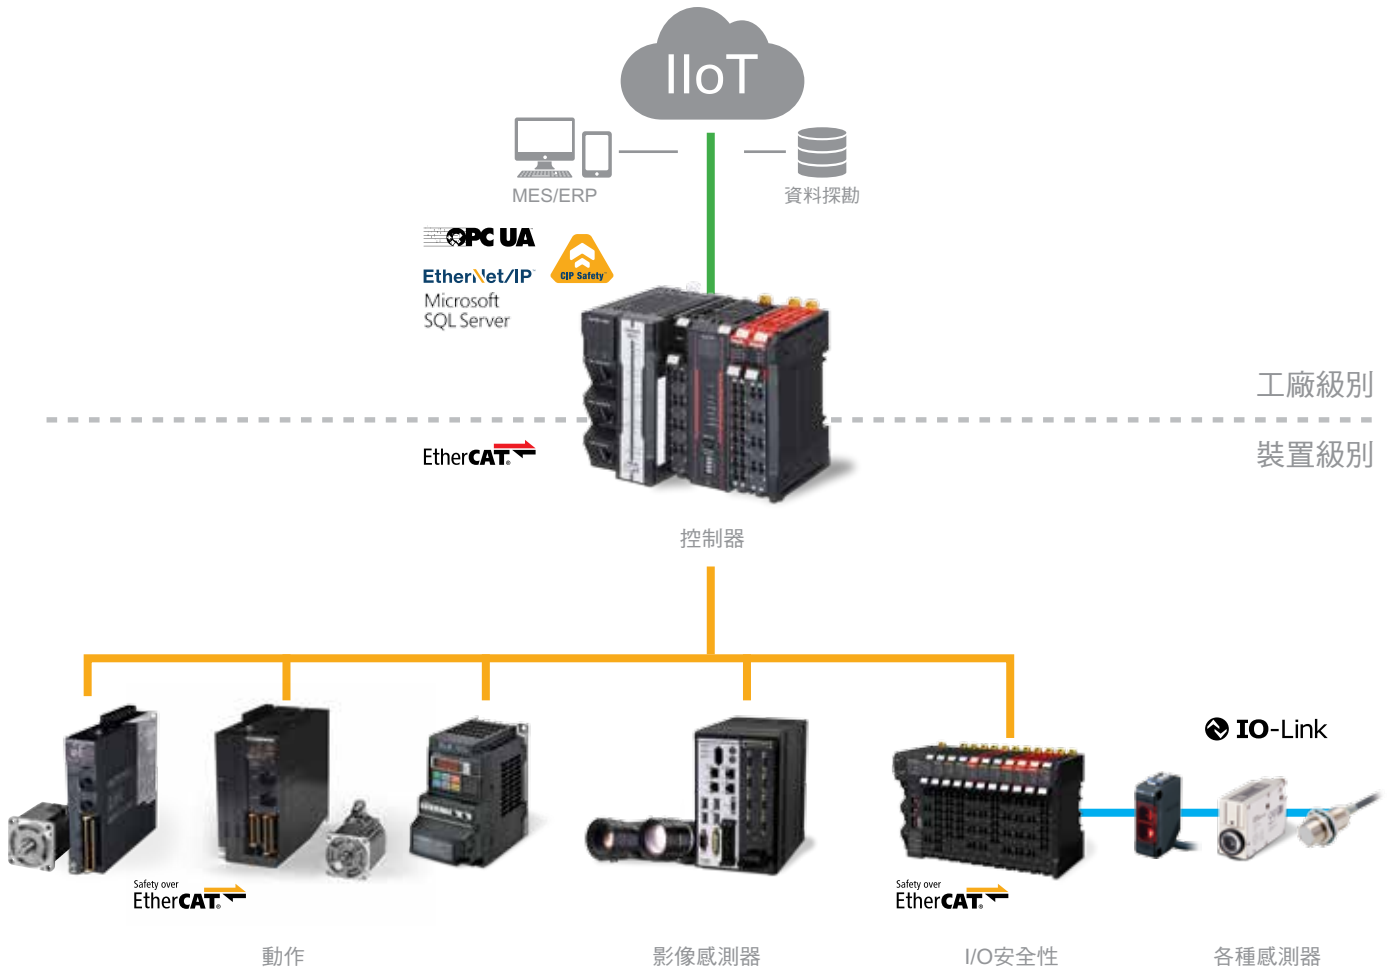 IIoT
MES/ERP
資料探勘
OPC UA
EtherNet/IP™
CIP Safety™
Microsoft
SQL Server
工廠級別
EtherCAT®
裝置級別
控制器
IO-Link
Safety over
EtherCAT®
Safety over
EtherCAT®
動作
影像感測器
I/O安全性
各種感測器